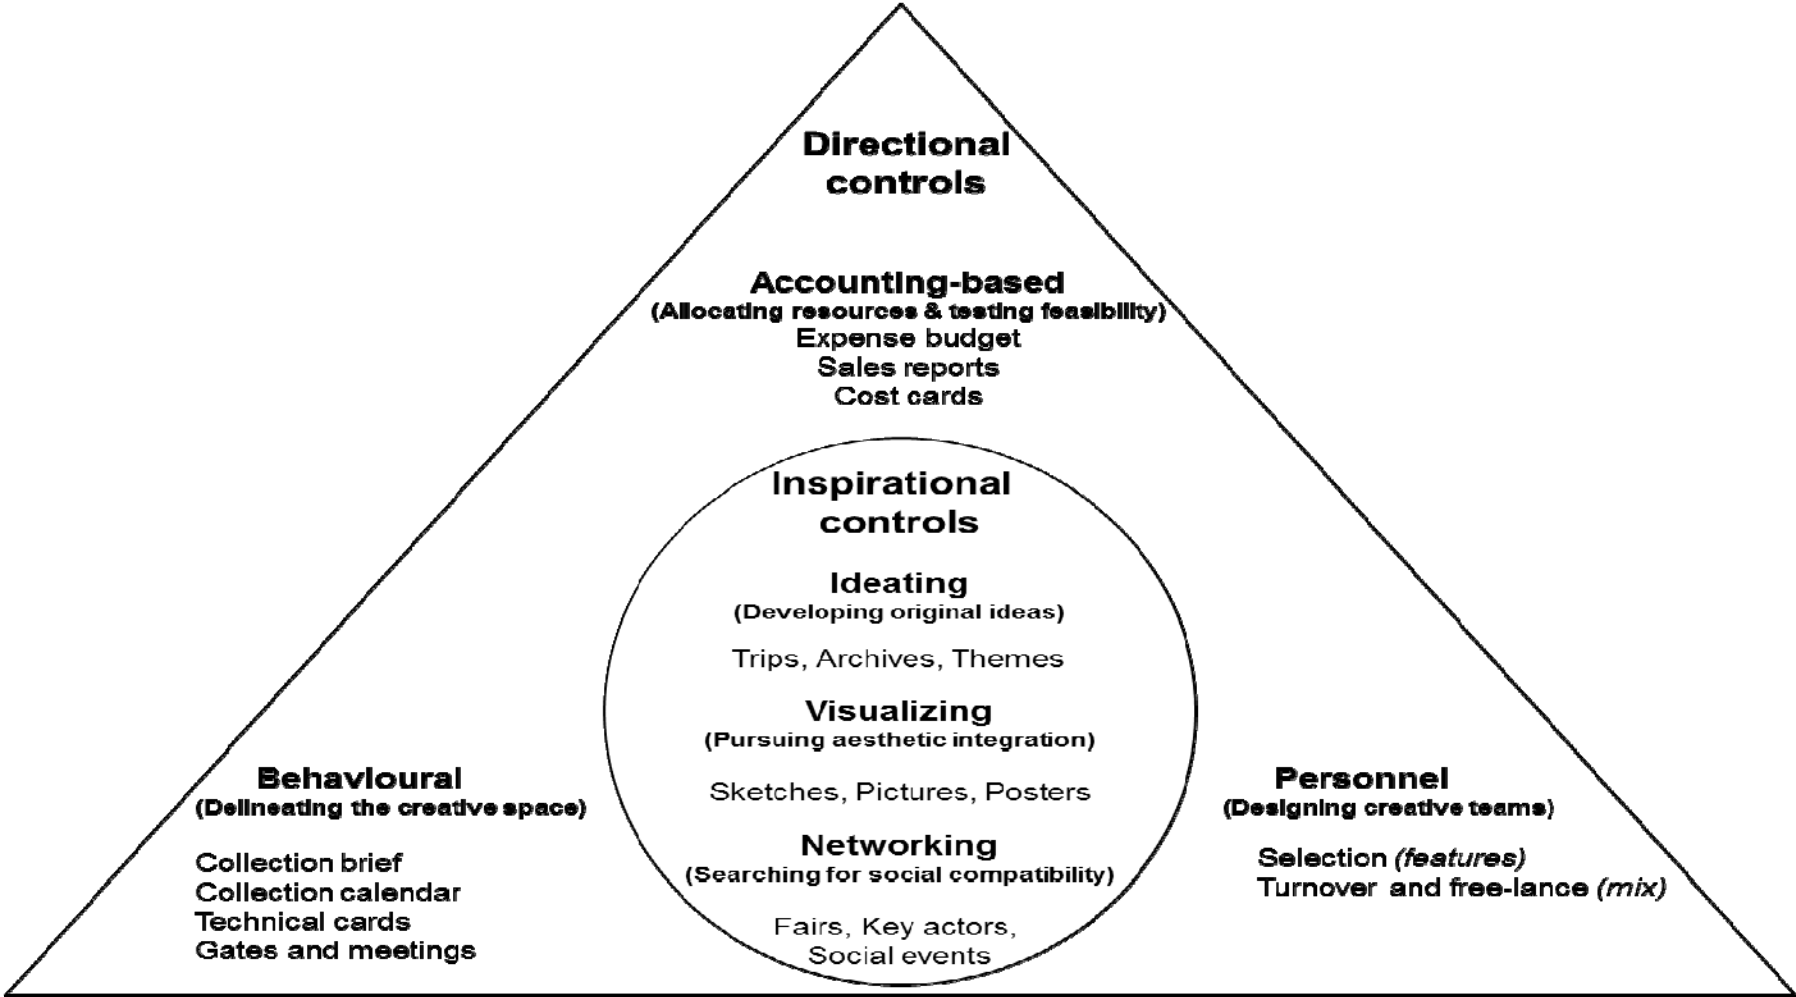 Directional
controls
Accounting-based
(Allocating resources & testing feasibility)
Expense budget
Sales reports
Cost cards
Inspirational
controls
Ideating
(Developing original ideas)
Trips, Archives, Themes
Visualizing
(Pursuing aesthetic integration)
Sketches, Pictures, Posters
Networking
(Searching for social compatibility)
Fairs, Key actors,
Social events
Behavioural
(Delineating the creative space)
Collection brief
Collection calendar
Technical cards
Gates and meetings
Personnel
(Designing creative teams)
Selection (features)
Turnover and free-lance (mix)